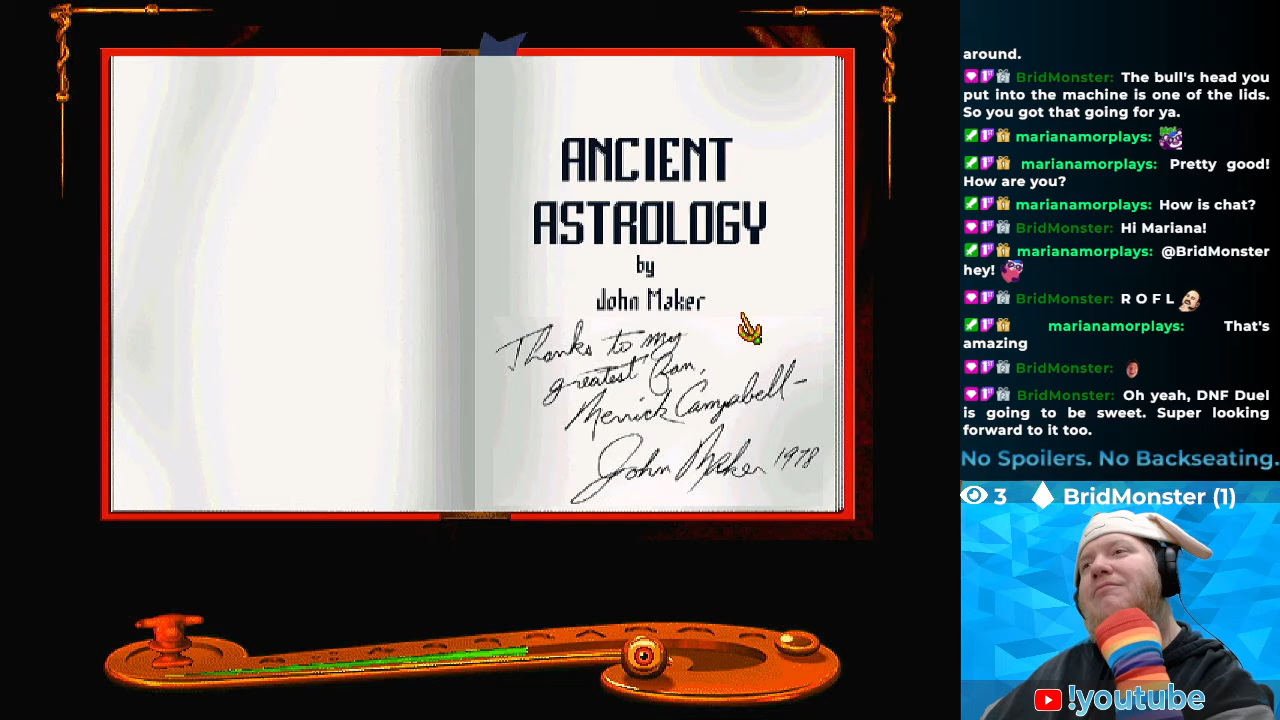 ANCIENT
ASTROLOGY
by
John Maker
Thanks to my
greatest fan,
Merrick Campbell-
John Maker 1978
around.
BridMonster: The bull's head you
put into the machine is one of the lids.
So you got that going for ya.
marianamorplays:
marianamorplays: Pretty good!
How are you?
marianamorplays: How is chat?
BridMonster: Hi Mariana!
marianamorplays: @BridMonster
hey!
BridMonster: R O F L
marianamorplays: That's
amazing
BridMonster:
BridMonster: Oh yeah, DNF Duel
is going to be sweet. Super looking
forward to it too.
No Spoilers. No Backseating.
3 BridMonster (1)
!youtube